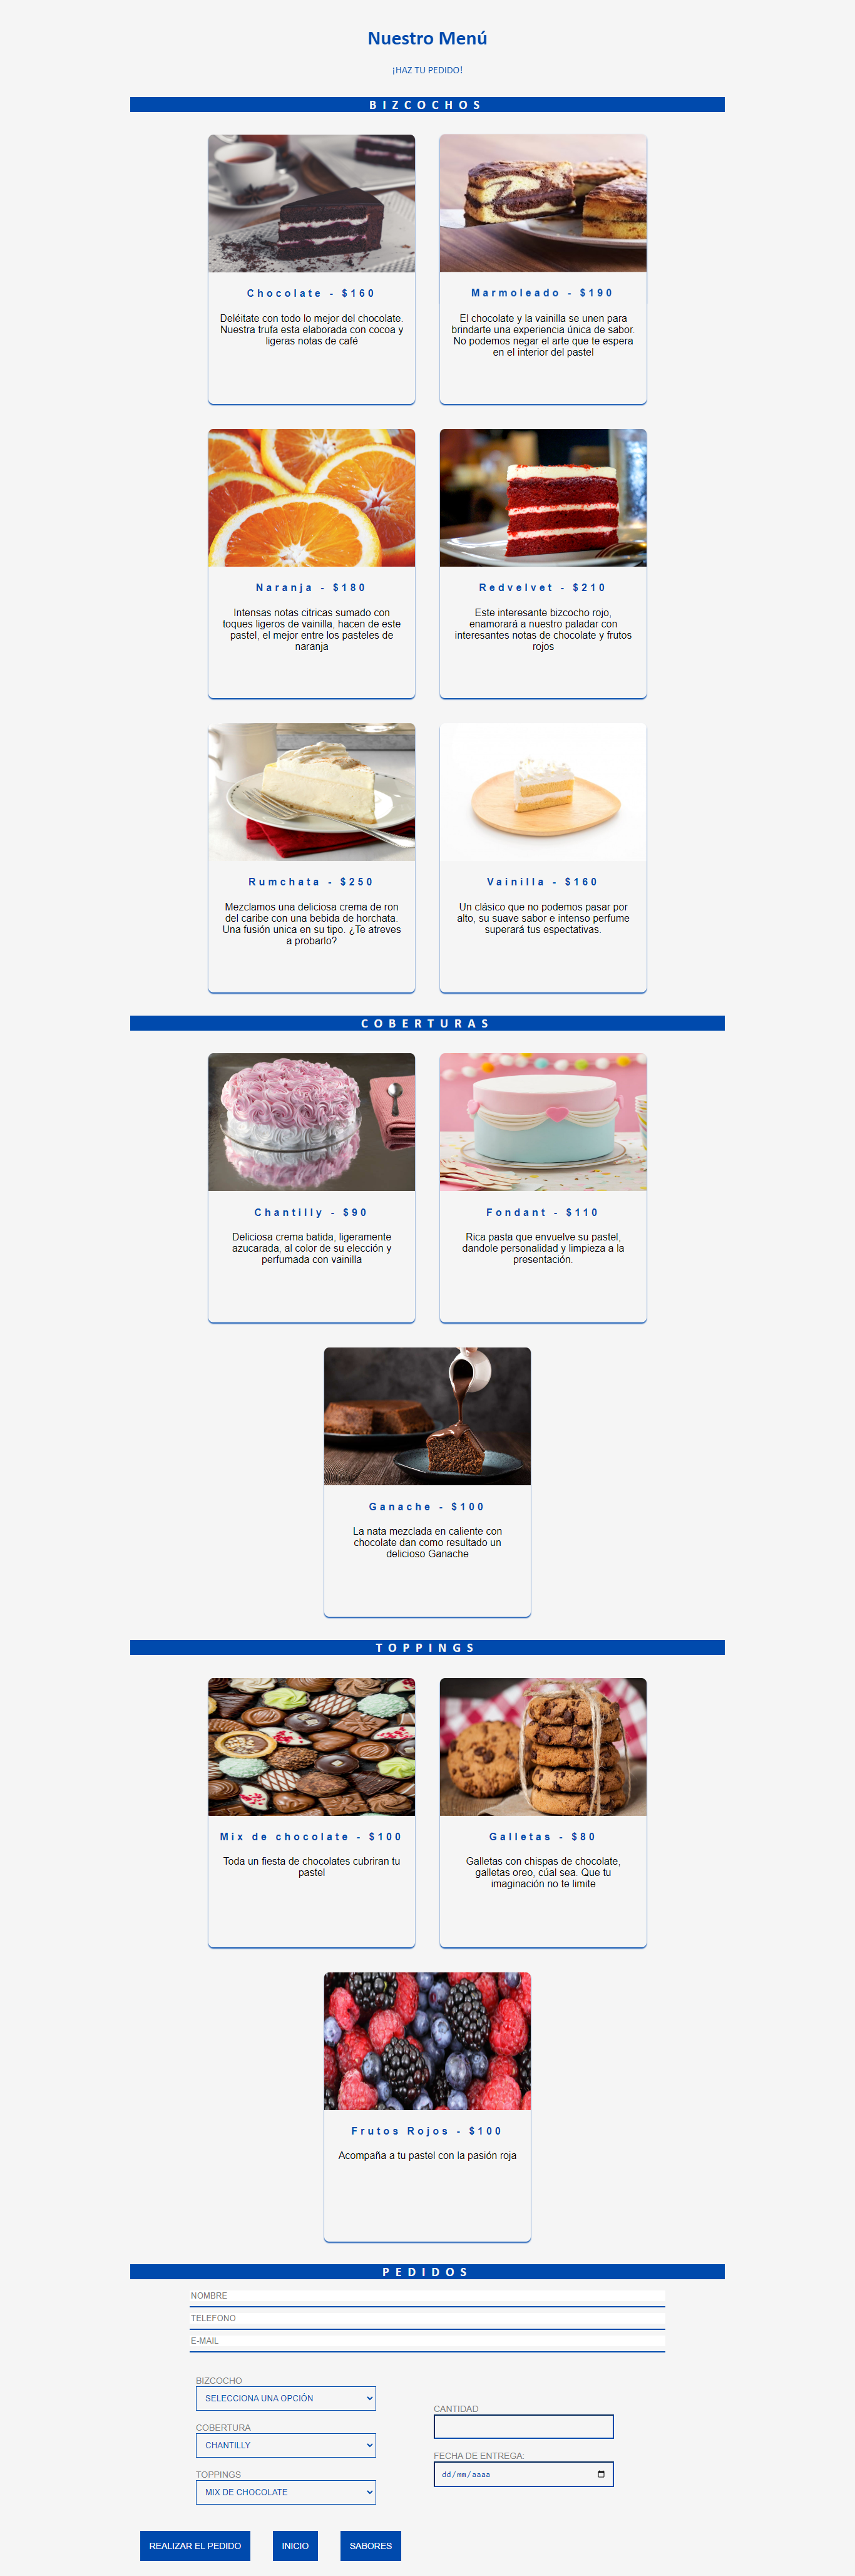 Nuestro Menú
¡HAZ TU PEDIDO!
BIZCOCHOS
Chocolate - $160
Deléitate con todo lo mejor del chocolate.
Nuestra trufa esta elaborada con cocoa y
ligeras notas de café
Marmoleado - $190
El chocolate y la vainilla se unen para
brindarte una experiencia única de sabor.
No podemos negar el arte que te espera
en el interior del pastel
Naranja - $180
Intensas notas citricas sumado con
toques ligeros de vainilla, hacen de este
pastel, el mejor entre los pasteles de
naranja
Redvelvet - $210
Este interesante bizcocho rojo,
enamorará a nuestro paladar con
interesantes notas de chocolate y frutos
rojos
Rumchata - $250
Mezclamos una deliciosa crema de ron
del caribe con una bebida de horchata.
Una fusión unica en su tipo. ¿Te atreves
a probarlo?
Vainilla - $160
Un clásico que no podemos pasar por
alto, su suave sabor e intenso perfume
superará tus espectativas.
COBERTURAS
Chantilly - $90
Deliciosa crema batida, ligeramente
azucarada, al color de su elección y
perfumada con vainilla
Fondant - $110
Rica pasta que envuelve su pastel,
dandole personalidad y limpieza a la
presentación.
Ganache - $100
La nata mezclada en caliente con
chocolate dan como resultado un
delicioso Ganache
TOPPINGS
Mix de chocolate - $100
Toda un fiesta de chocolates cubriran tu
pastel
Galletas - $80
Galletas con chispas de chocolate,
galletas oreo, cúal sea. Que tu
imaginación no te limite
Frutos Rojos - $100
Acompaña a tu pastel con la pasión roja
PEDIDOS
NOMBRE
TELEFONO
E-MAIL
BIZCOCHO
SELECCIONA UNA OPCIÓN
COBERTURA
CHANTILLY
TOPPINGS
MIX DE CHOCOLATE
CANTIDAD
FECHA DE ENTREGA:
dd/mm/aaaa
REALIZAR EL PEDIDO
INICIO
SABORES